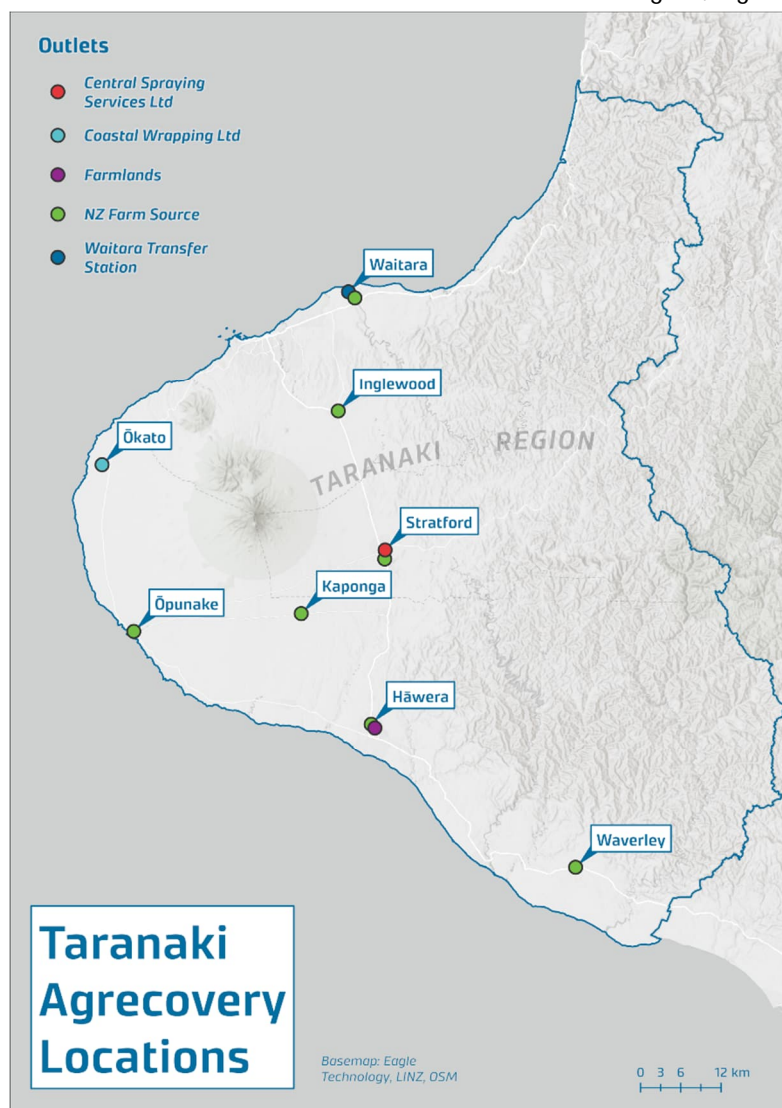 Outlets
Central Spraying
Services Ltd
Coastal Wrapping Ltd
Farmlands
NZ Farm Source
Waitara Transfer
Station
Waitara
Inglewood
Ōkato
TARANAKI REGION
Stratford
Kaponga
Ōpunake
Hāwera
Waverley
Taranaki
Agrecovery
Locations
Basemap: Eagle
Technology, LINZ, OSM
0 3 6 12 km